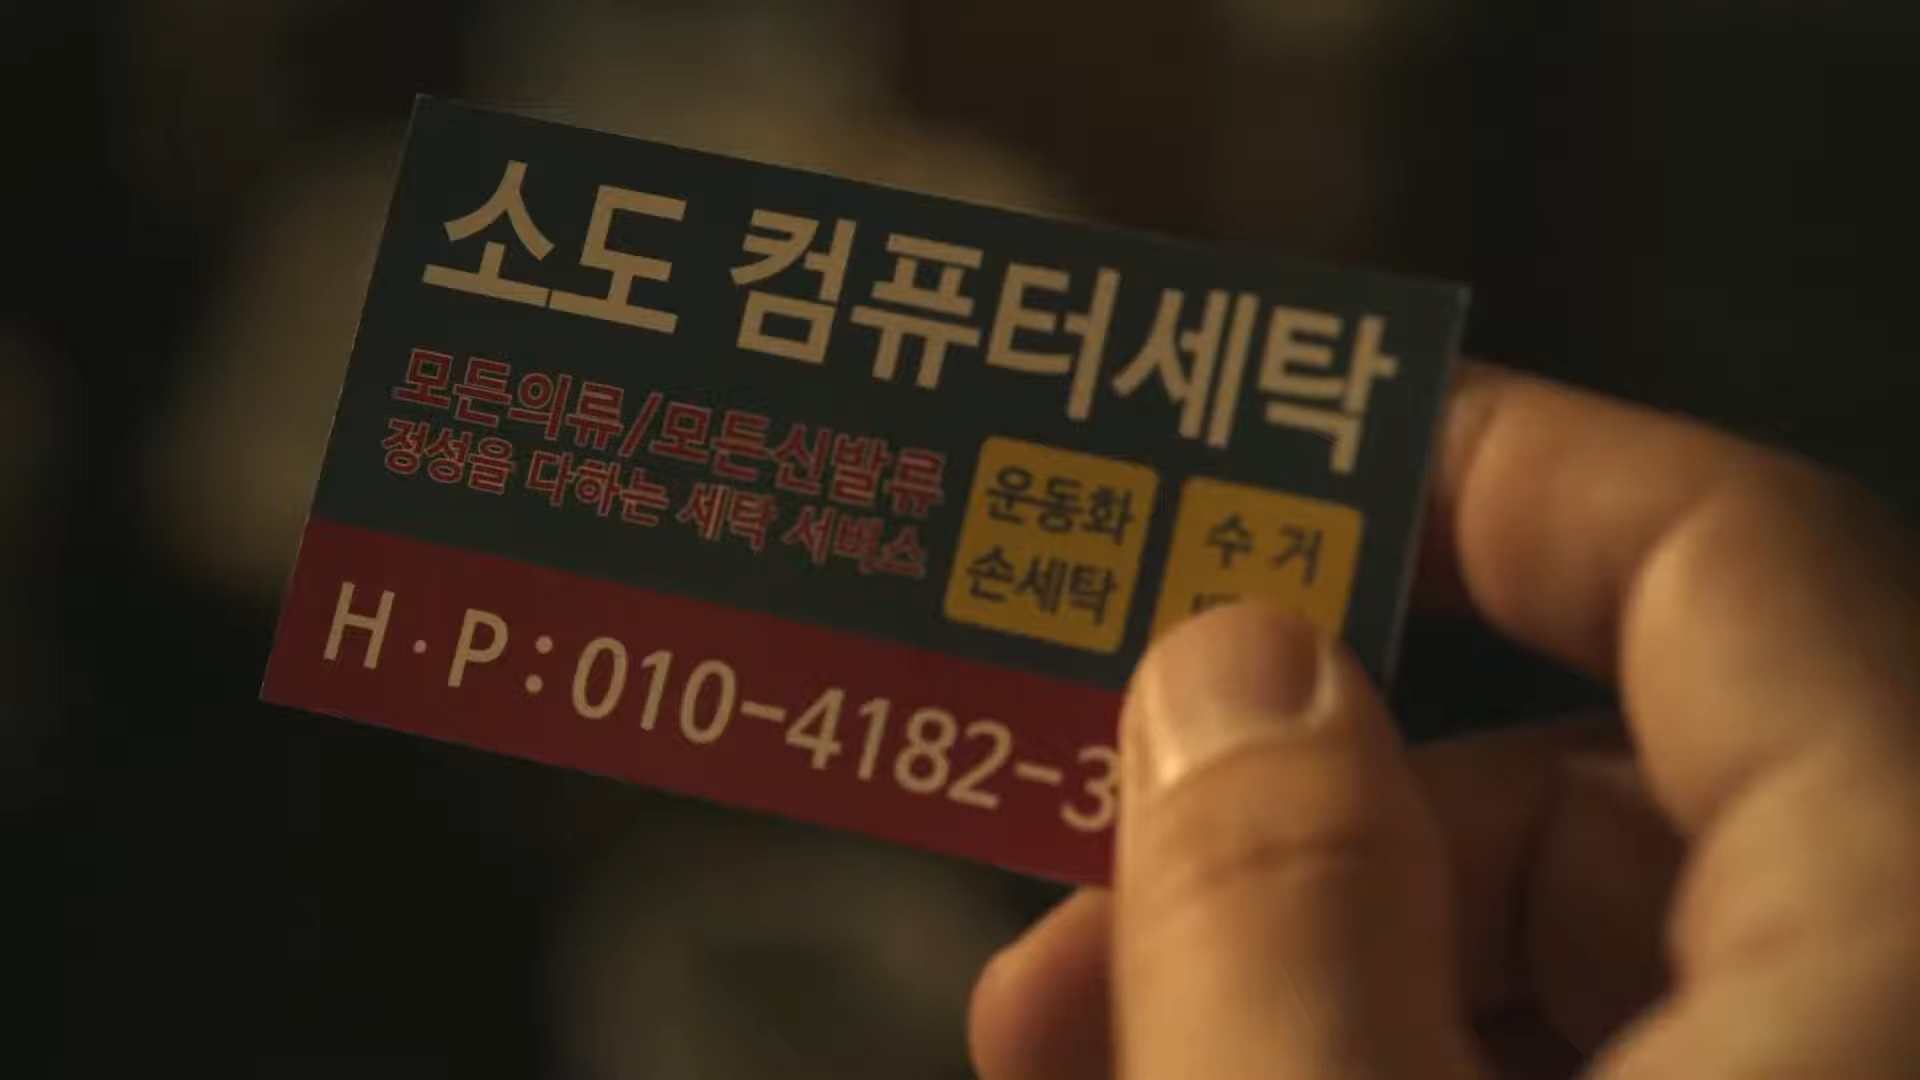 소도 컴퓨터세탁
모든의류/모든신발류
정성을 다하는 세탁 서비스
운동화
손세탁
수거
H·P:010-4182-3